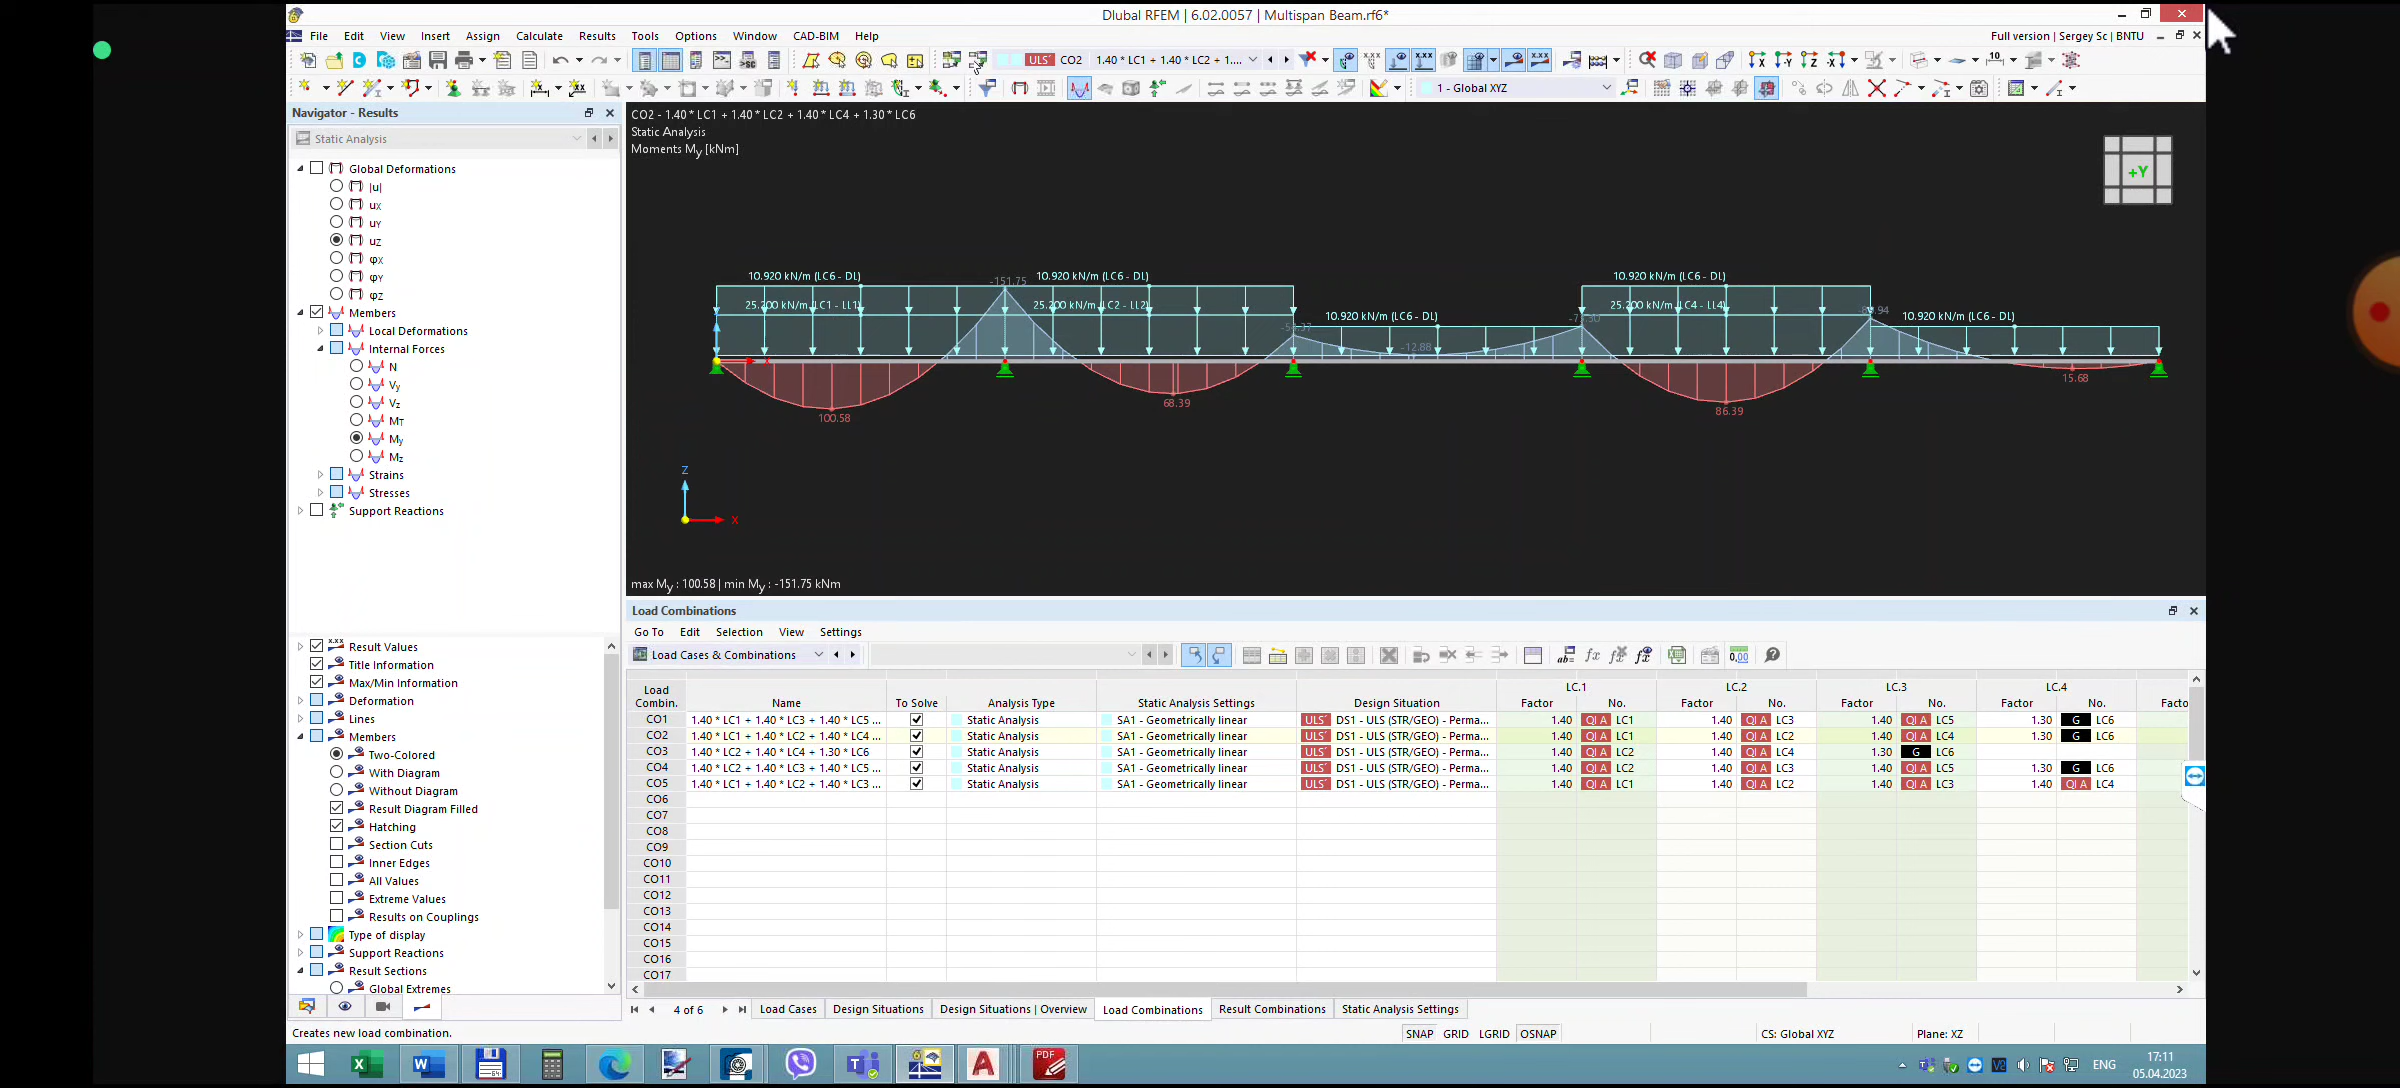 Dlubal RFEM | 6.02.0057 | Multispan Beam.rf6*
File Edit View Insert Assign Calculate Results Tools Options Window CAD-BIM Help
Full version | Sergey Sc | BNTU
ULS CO2 1.40 * LC1 + 1.40 * LC2 + 1....
1 - Global XYZ
Navigator - Results
Static Analysis
Global Deformations
|u|
uX
uY
uZ
φX
φY
φZ
Members
Local Deformations
Internal Forces
N
Vy
Vz
MT
My
Mz
Strains
Stresses
Support Reactions
Result Values
Title Information
Max/Min Information
Deformation
Lines
Members
Two-Colored
With Diagram
Without Diagram
Result Diagram Filled
Hatching
Section Cuts
Inner Edges
All Values
Extreme Values
Results on Couplings
Type of display
Support Reactions
Result Sections
Global Extremes
CO2 - 1.40 * LC1 + 1.40 * LC2 + 1.40 * LC4 + 1.30 * LC6
Static Analysis
Moments My [kNm]
+Y
10.920 kN/m (LC6 - DL) -151.75 10.920 kN/m (LC6 - DL) 10.920 kN/m (LC6 - DL)
25.200 kN/m (LC1 - LL1) 25.200 kN/m (LC2 - LL2) 25.200 kN/m (LC4 - LL4)
10.920 kN/m (LC6 - DL) 10.920 kN/m (LC6 - DL)
-12.88
100.58 68.39 86.39 15.68
Z
X
max My : 100.58 | min My : -151.75 kNm
Load Combinations
Go To Edit Selection View Settings
Load Cases & Combinations
LC.1 LC.2 LC.3 LC.4
Load Combin. Name To Solve Analysis Type Static Analysis Settings Design Situation Factor No. Factor No. Factor No. Factor No. Facto
CO1 1.40 * LC1 + 1.40 * LC3 + 1.40 * LC5 ... Static Analysis SA1 - Geometrically linear ULS DS1 - ULS (STR/GEO) - Perma... 1.40 QI A LC1 1.40 QI A LC3 1.40 QI A LC5 1.30 G LC6
CO2 1.40 * LC1 + 1.40 * LC2 + 1.40 * LC4 ... Static Analysis SA1 - Geometrically linear ULS DS1 - ULS (STR/GEO) - Perma... 1.40 QI A LC1 1.40 QI A LC2 1.40 QI A LC4 1.30 G LC6
CO3 1.40 * LC2 + 1.40 * LC4 + 1.30 * LC6 Static Analysis SA1 - Geometrically linear ULS DS1 - ULS (STR/GEO) - Perma... 1.40 QI A LC2 1.40 QI A LC4 1.30 G LC6
CO4 1.40 * LC2 + 1.40 * LC3 + 1.40 * LC5 ... Static Analysis SA1 - Geometrically linear ULS DS1 - ULS (STR/GEO) - Perma... 1.40 QI A LC2 1.40 QI A LC3 1.40 QI A LC5 1.30 G LC6
CO5 1.40 * LC1 + 1.40 * LC2 + 1.40 * LC3 ... Static Analysis SA1 - Geometrically linear ULS DS1 - ULS (STR/GEO) - Perma... 1.40 QI A LC1 1.40 QI A LC2 1.40 QI A LC3 1.40 QI A LC4
CO6
CO7
CO8
CO9
CO10
CO11
CO12
CO13
CO14
CO15
CO16
CO17
4 of 6 Load Cases Design Situations Design Situations | Overview Load Combinations Result Combinations Static Analysis Settings
Creates new load combination.
SNAP GRID LGRID OSNAP CS: Global XYZ Plane: XZ
ENG 17:11
05.04.2023